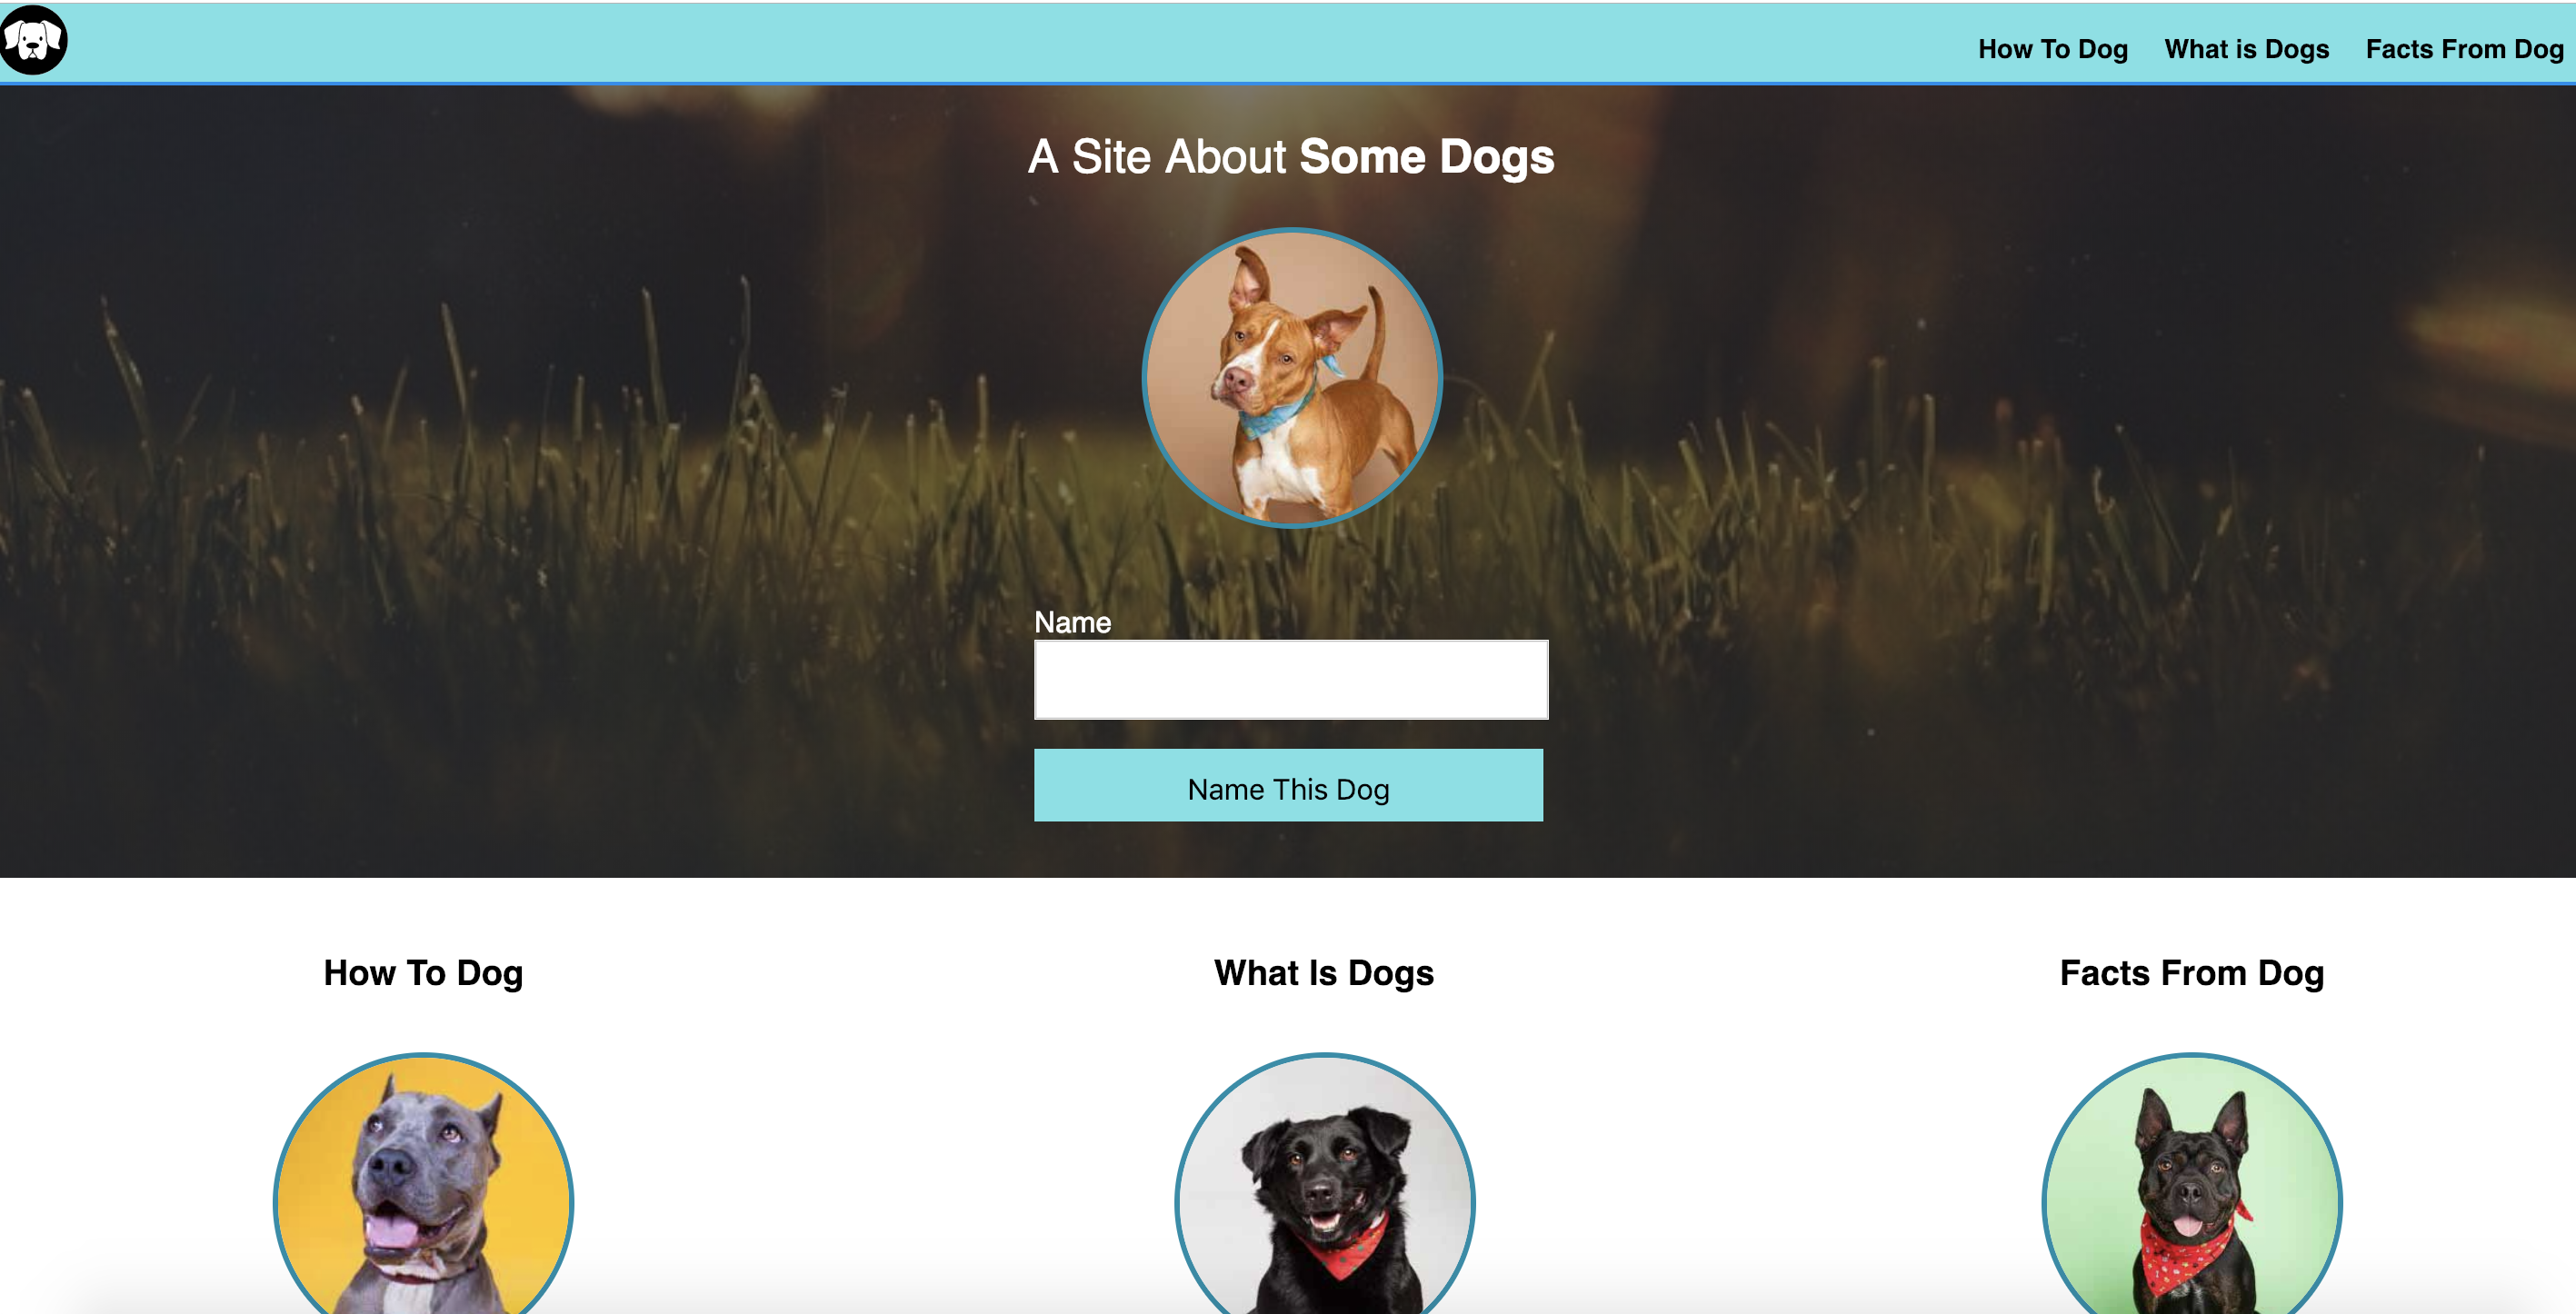 How To Dog What is Dogs Facts From Dog
A Site About Some Dogs
Name
Name This Dog
How To Dog What Is Dogs Facts From Dog